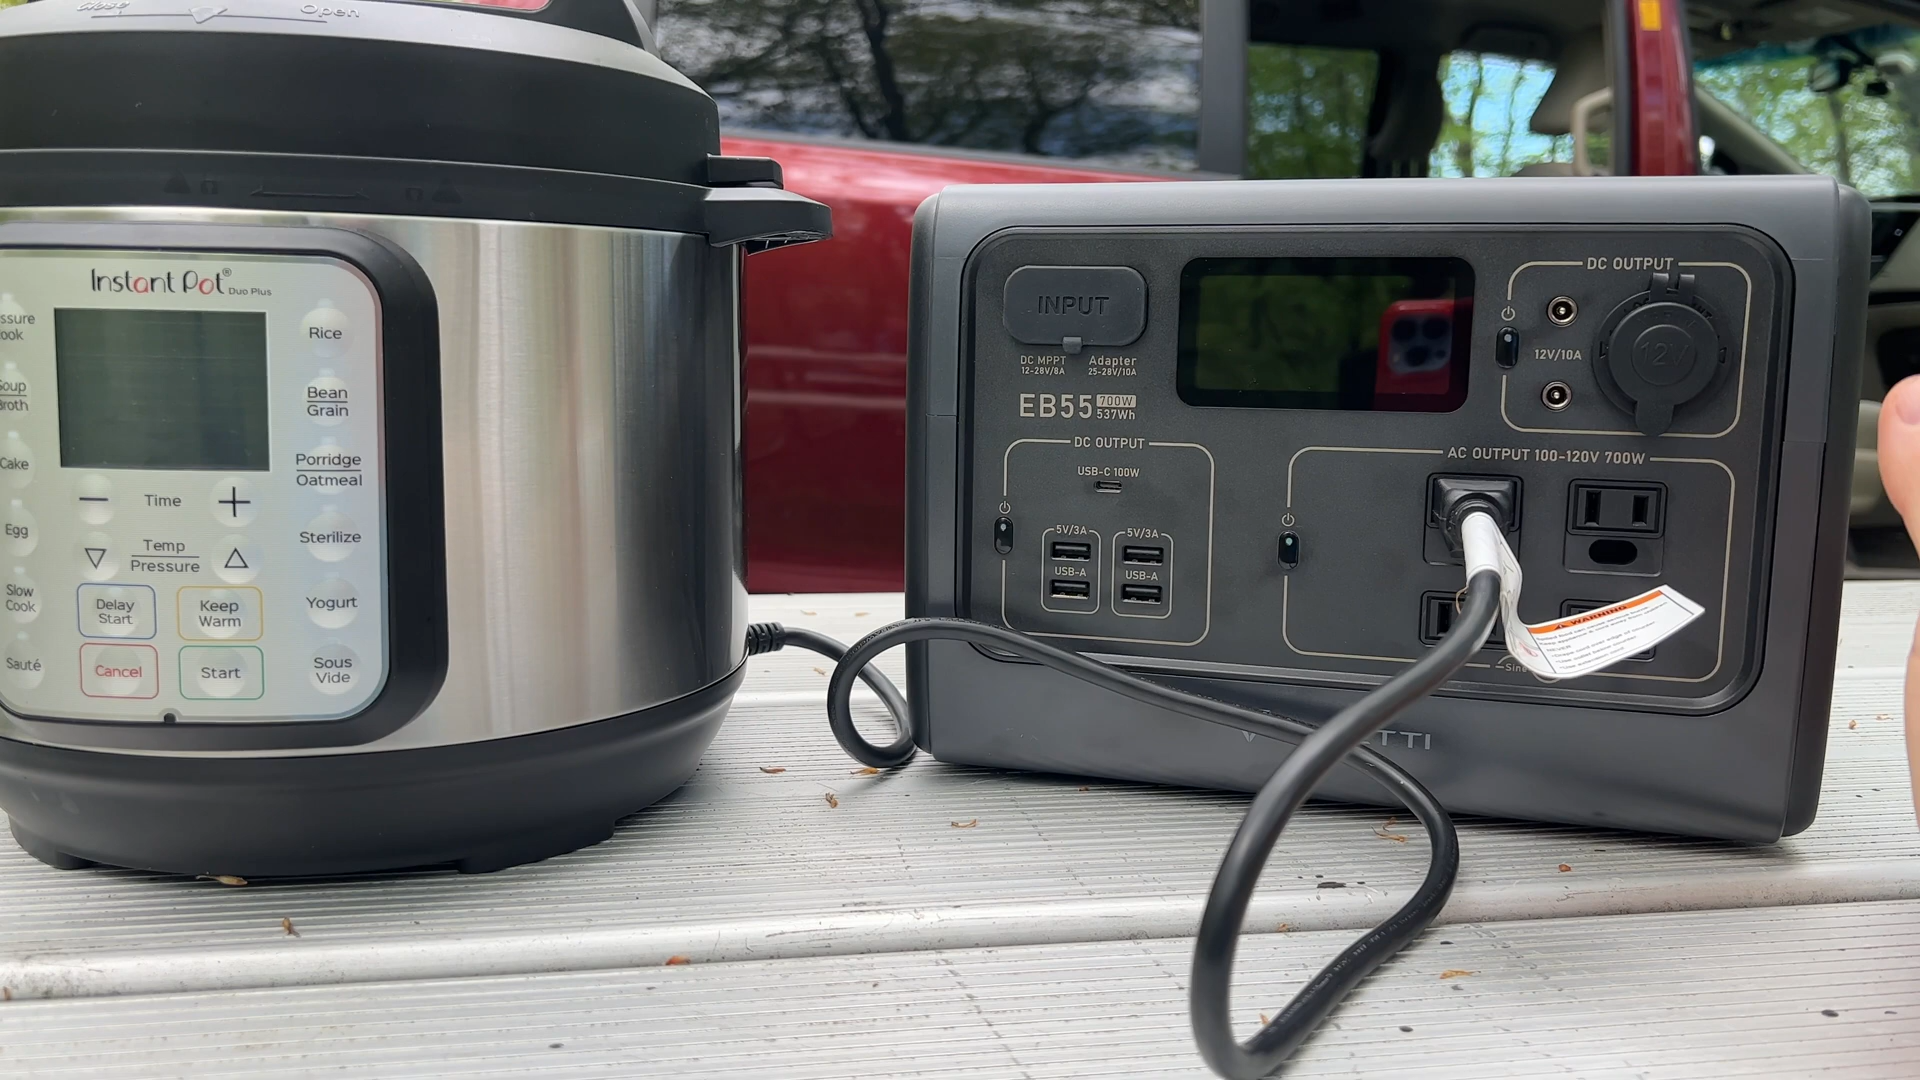 Close
Open
Instant Pot®
Duo Plus
ssure
ook
Soup
Broth
Cake
Egg
Slow
Cook
Sauté
Rice
Bean
Grain
Porridge
Oatmeal
Sterilize
Yogurt
Sous
Vide
− Time +
Temp
Pressure
Delay
Start
Keep
Warm
Cancel
Start
INPUT
DC MPPT
12-28V/8A
Adapter
25-28V/10A
EB55
700W
537Wh
DC OUTPUT
USB-C 100W
5V/3A
5V/3A
USB-A
USB-A
DC OUTPUT
12V/10A
12V
AC OUTPUT 100-120V 700W
WARNING
Sine
TTI